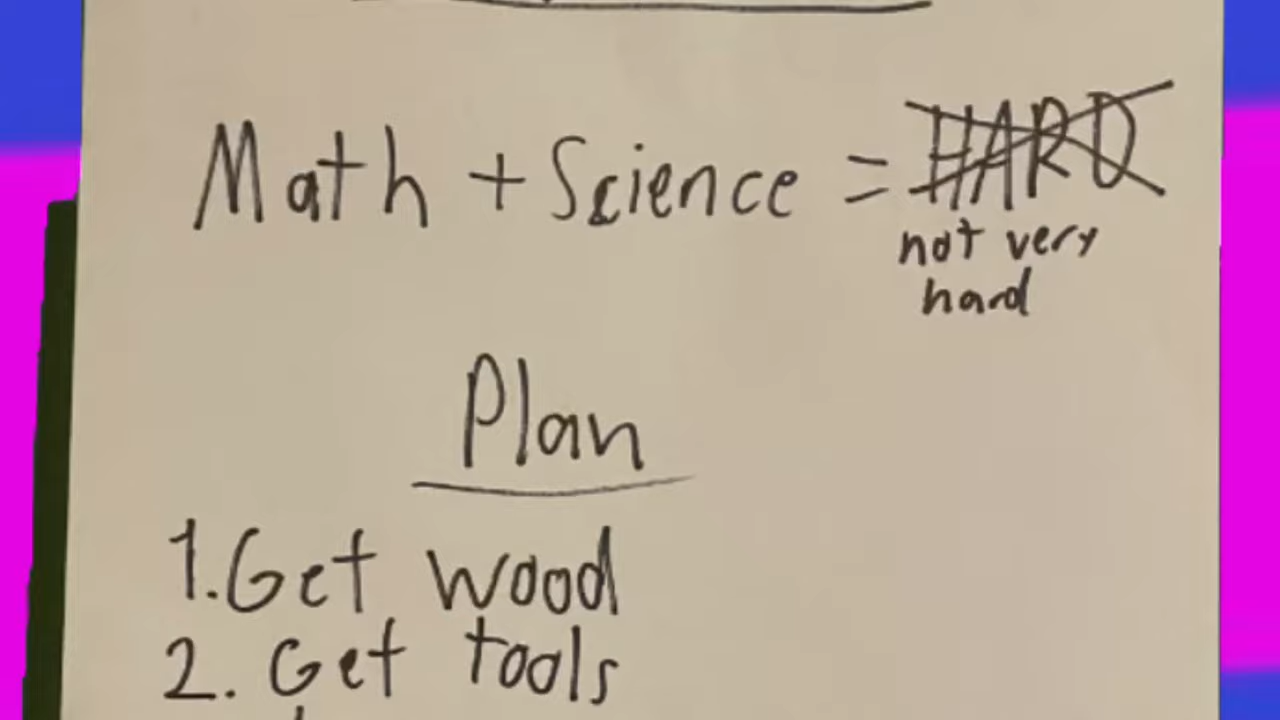 Math + Science = HARD
not very
hard
Plan
1. Get wood
2. Get tools